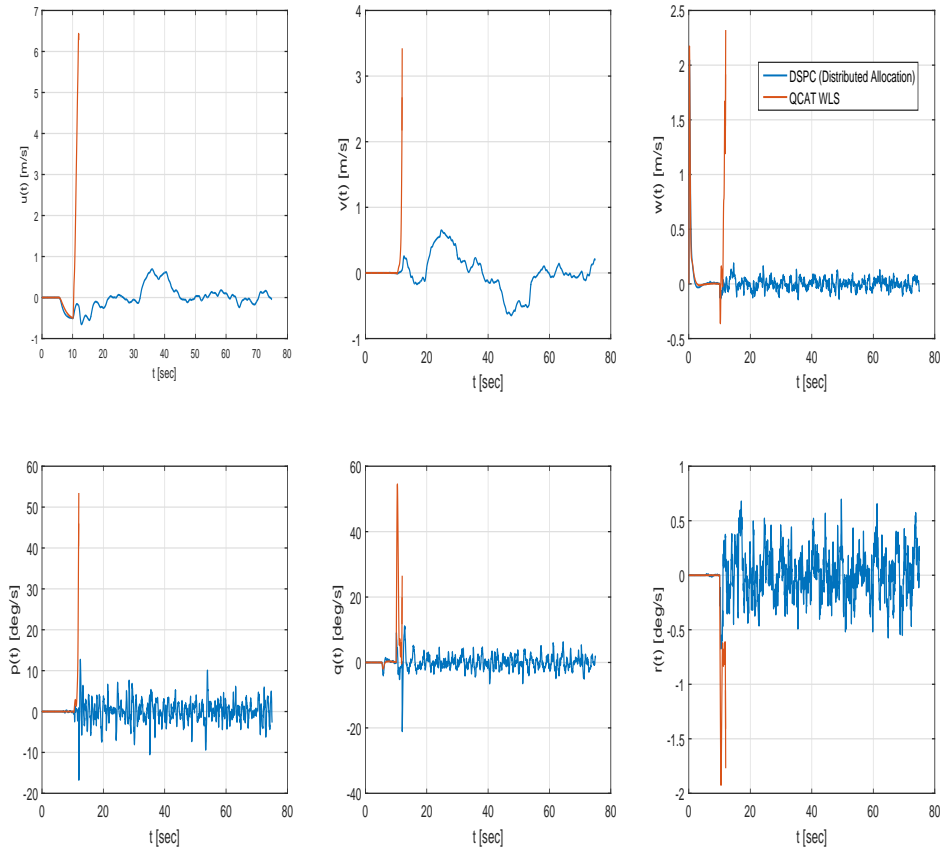 7
6
5
4
3
2
1
0
-1
u(t) [m/s]
0 10 20 30 40 50 60 70 80
t [sec]
4
3
2
1
0
-1
v(t) [m/s]
0 20 40 60 80
t [sec]
2.5
2
1.5
1
0.5
0
-0.5
w(t) [m/s]
DSPC (Distributed Allocation)
QCAT WLS
0 20 40 60 80
t [sec]
60
50
40
30
20
10
0
-10
-20
p(t) [deg/s]
0 20 40 60 80
t [sec]
60
40
20
0
-20
-40
q(t) [deg/s]
0 20 40 60 80
t [sec]
1
0.5
0
-0.5
-1
-1.5
-2
r(t) [deg/s]
0 20 40 60 80
t [sec]